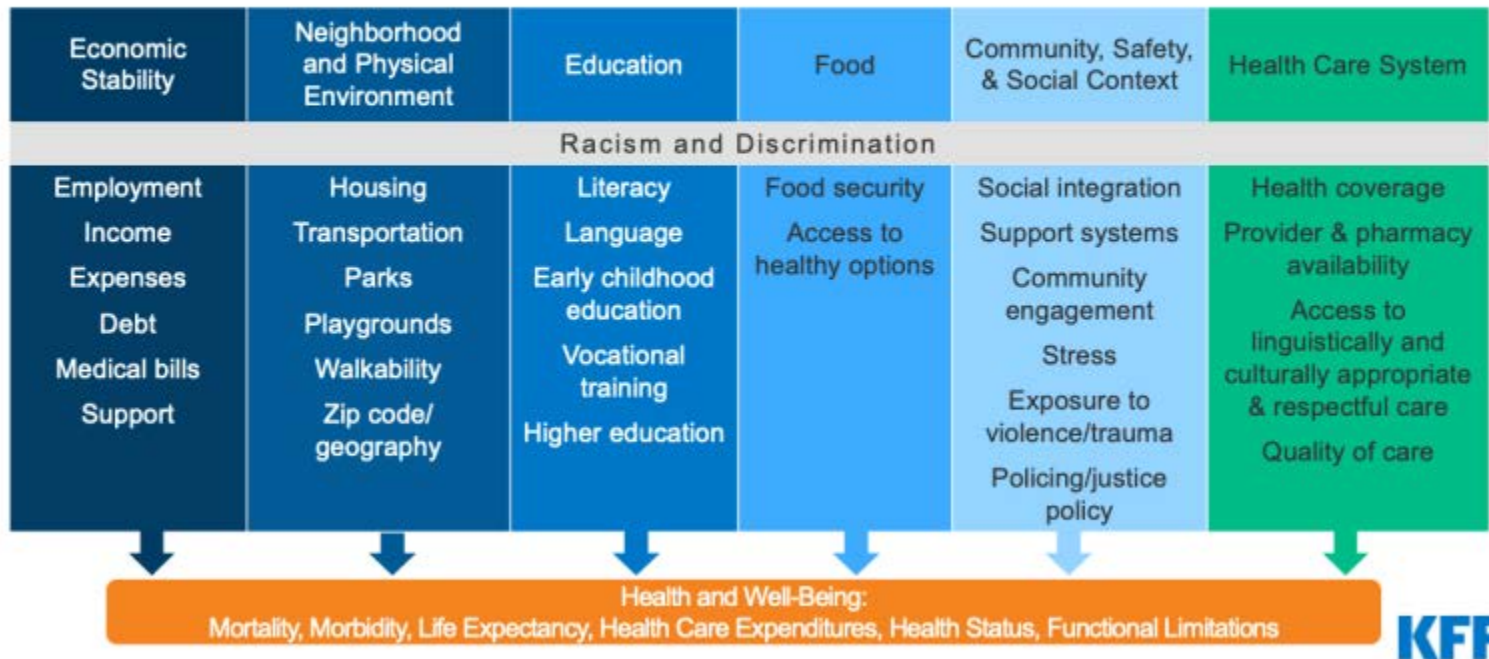 Economic
Stability
Neighborhood
and Physical
Environment
Education
Food
Community, Safety,
& Social Context
Health Care System
Racism and Discrimination
Employment
Income
Expenses
Debt
Medical bills
Support
Housing
Transportation
Parks
Playgrounds
Walkability
Zip code/
geography
Literacy
Language
Early childhood
education
Vocational
training
Higher education
Food security
Access to
healthy options
Social integration
Support systems
Community
engagement
Stress
Exposure to
violence/trauma
Policing/justice
policy
Health coverage
Provider & pharmacy
availability
Access to
linguistically and
culturally appropriate
& respectful care
Quality of care
Health and Well-Being:
Mortality, Morbidity, Life Expectancy, Health Care Expenditures, Health Status, Functional Limitations
KFF